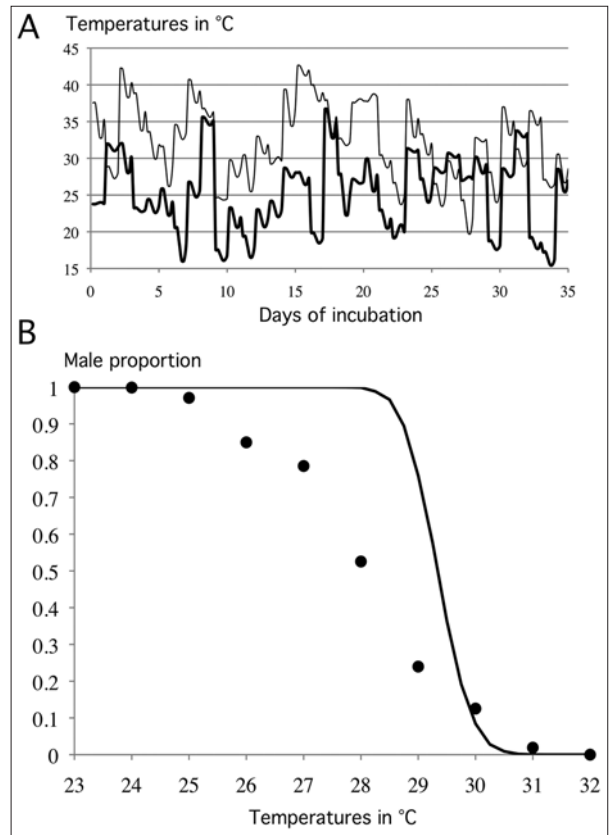 A
Temperatures in °C
45
40
35
30
25
20
15
0 5 10 15 20 25 30 35
Days of incubation
B
Male proportion
1
0.9
0.8
0.7
0.6
0.5
0.4
0.3
0.2
0.1
0
23 24 25 26 27 28 29 30 31 32
Temperatures in °C